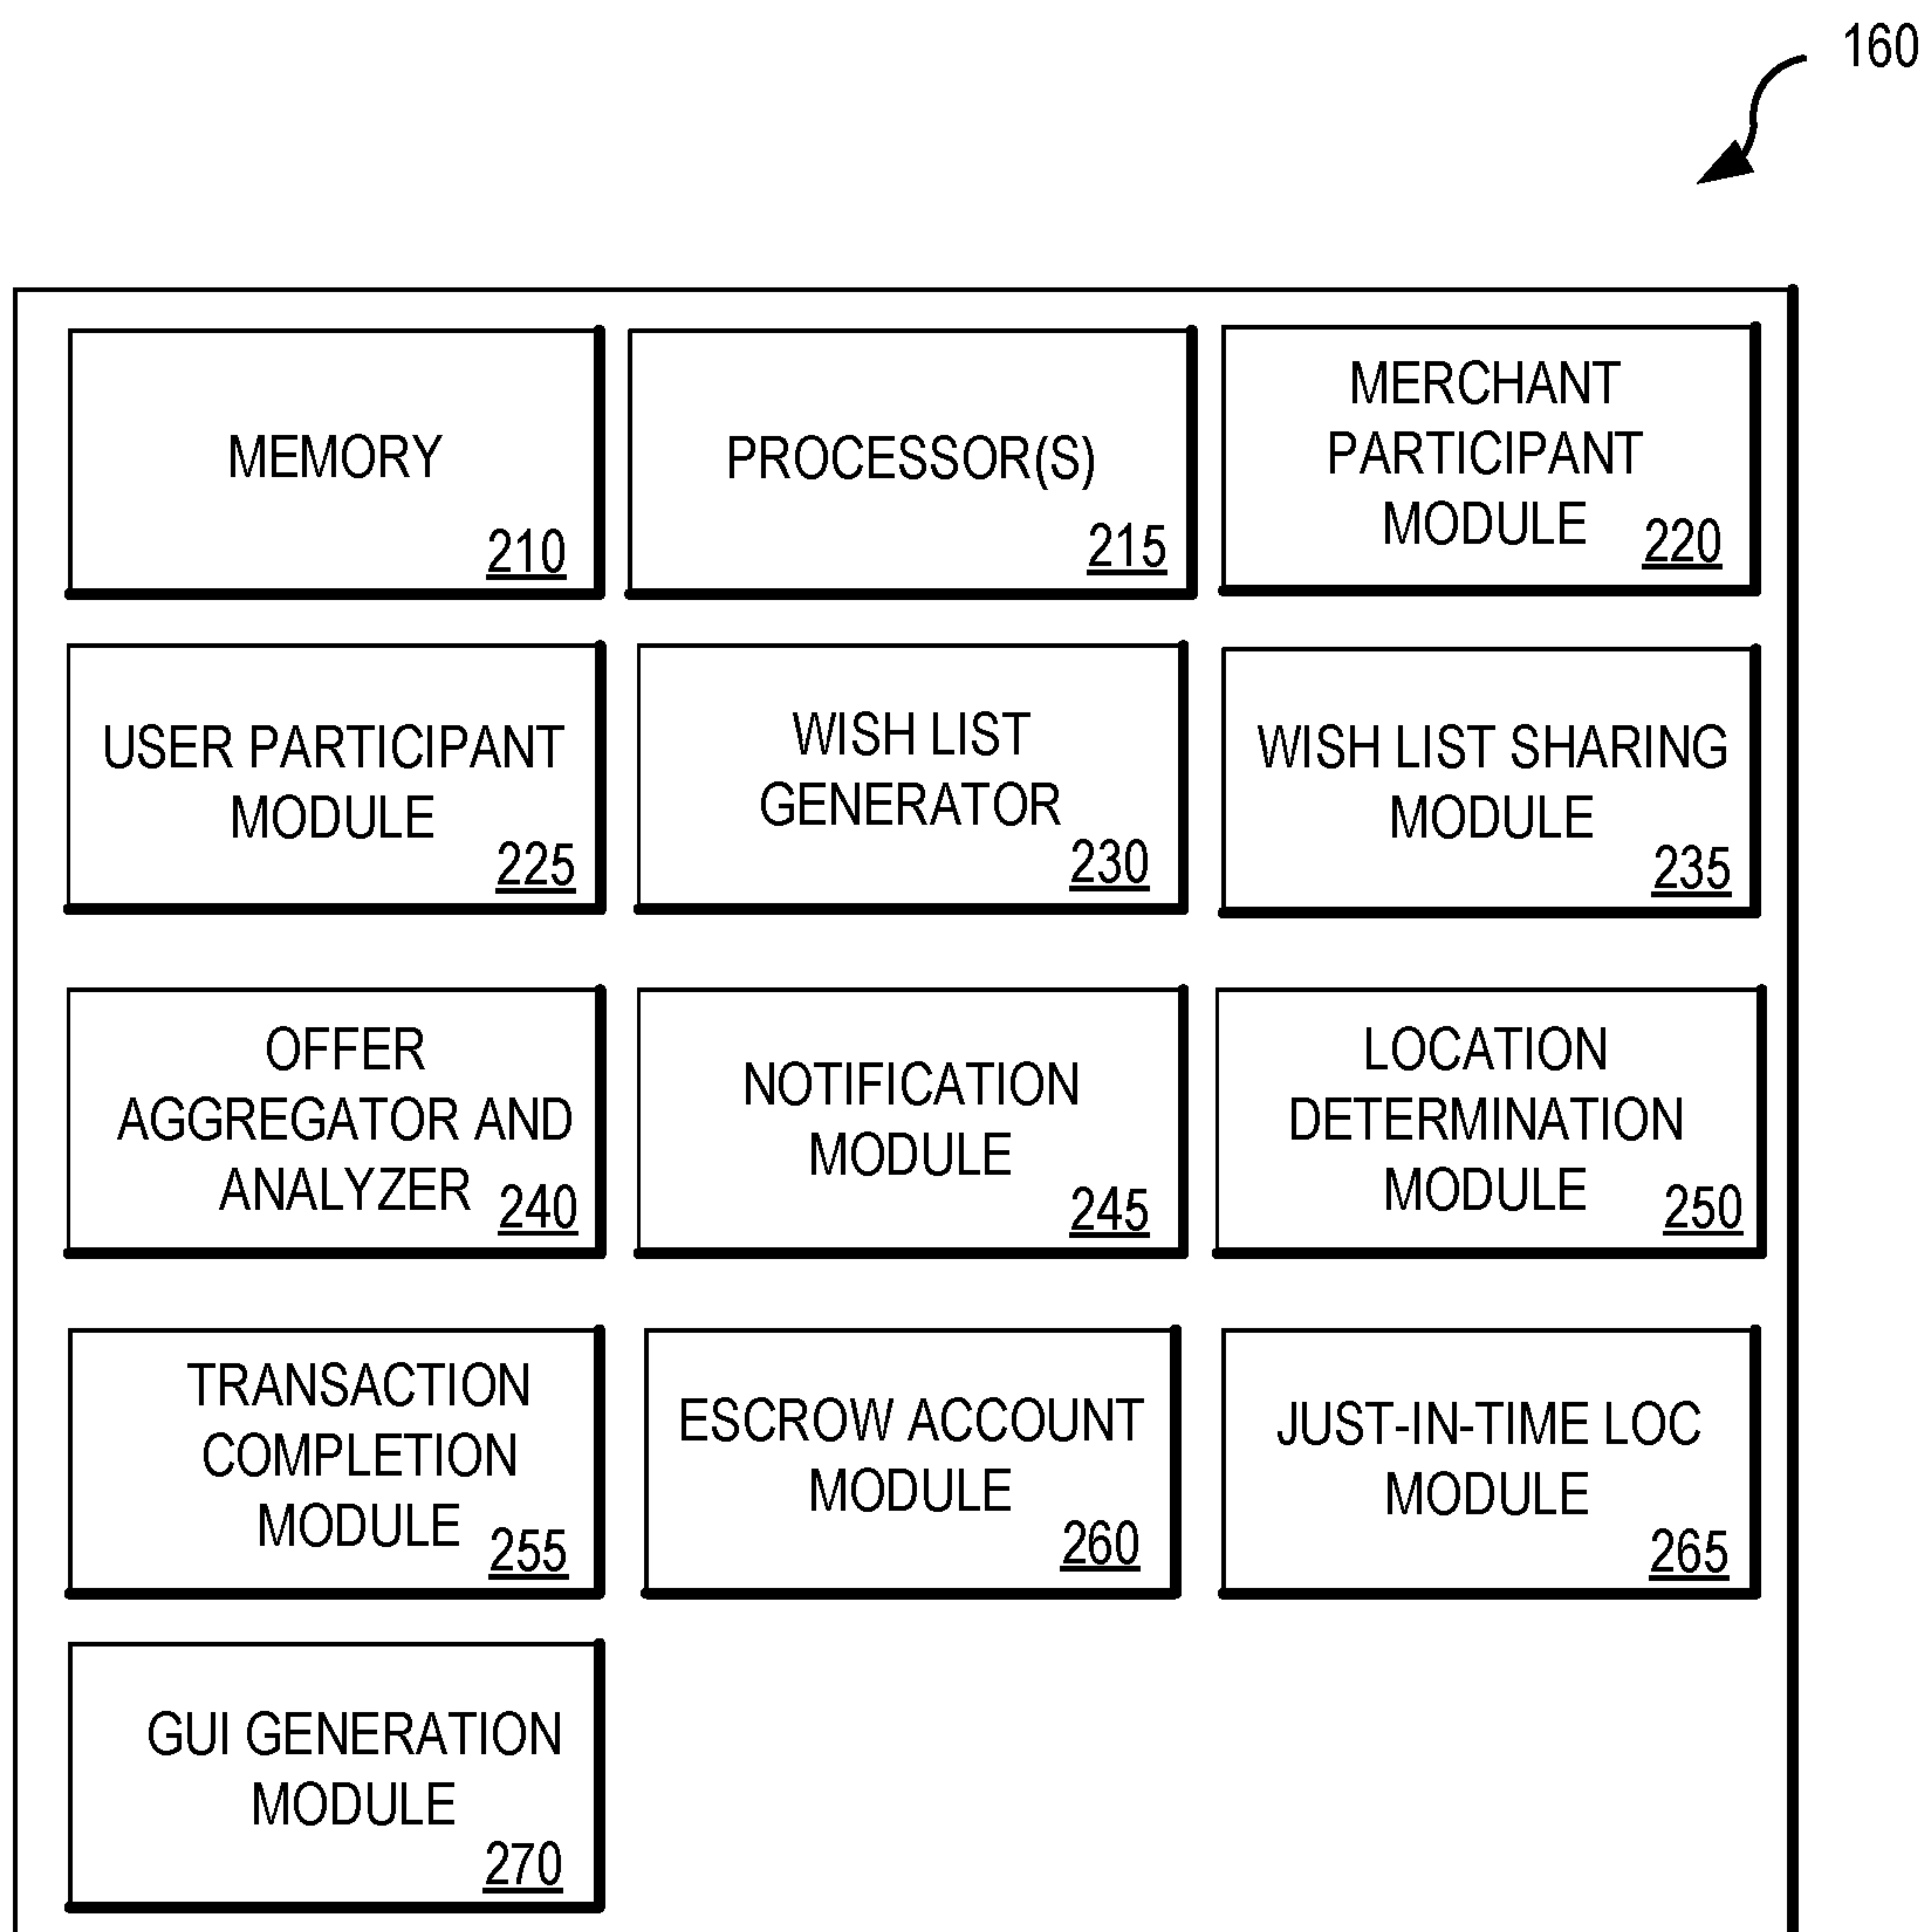 160
MEMORY
210
PROCESSOR(S)
215
MERCHANT
PARTICIPANT
MODULE
220
USER PARTICIPANT
MODULE
225
WISH LIST
GENERATOR
230
WISH LIST SHARING
MODULE
235
OFFER
AGGREGATOR AND
ANALYZER
240
NOTIFICATION
MODULE
245
LOCATION
DETERMINATION
MODULE
250
TRANSACTION
COMPLETION
MODULE
255
ESCROW ACCOUNT
MODULE
260
JUST-IN-TIME LOC
MODULE
265
GUI GENERATION
MODULE
270